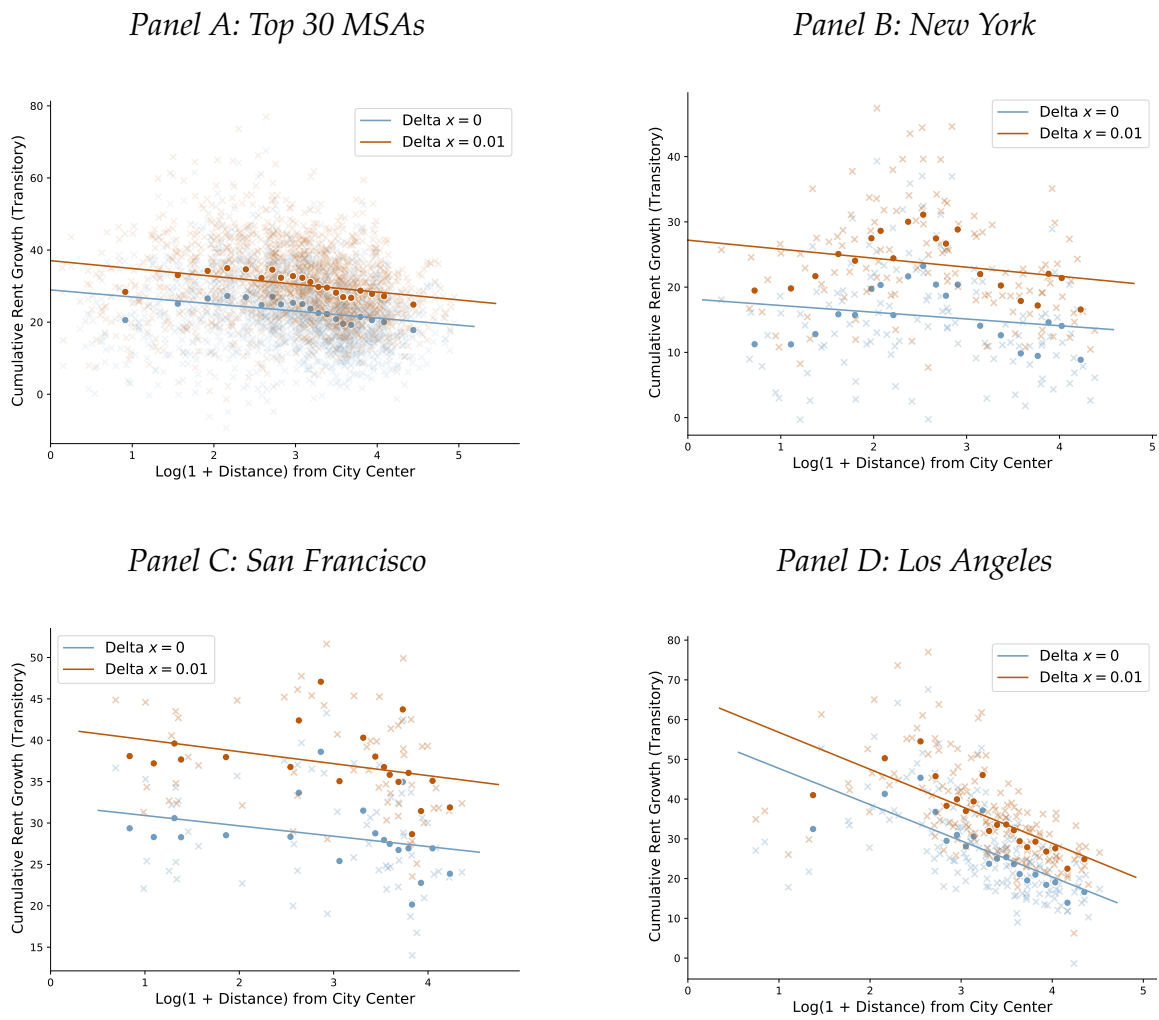 Panel A: Top 30 MSAs
Cumulative Rent Growth (Transitory)
80
60
40
20
0
Delta x = 0
Delta x = 0.01
0 1 2 3 4 5
Log(1 + Distance) from City Center
Panel B: New York
Cumulative Rent Growth (Transitory)
40
30
20
10
0
Delta x = 0
Delta x = 0.01
0 1 2 3 4 5
Log(1 + Distance) from City Center
Panel C: San Francisco
Cumulative Rent Growth (Transitory)
50
45
40
35
30
25
20
15
Delta x = 0
Delta x = 0.01
0 1 2 3 4
Log(1 + Distance) from City Center
Panel D: Los Angeles
Cumulative Rent Growth (Transitory)
80
70
60
50
40
30
20
10
0
Delta x = 0
Delta x = 0.01
0 1 2 3 4 5
Log(1 + Distance) from City Center